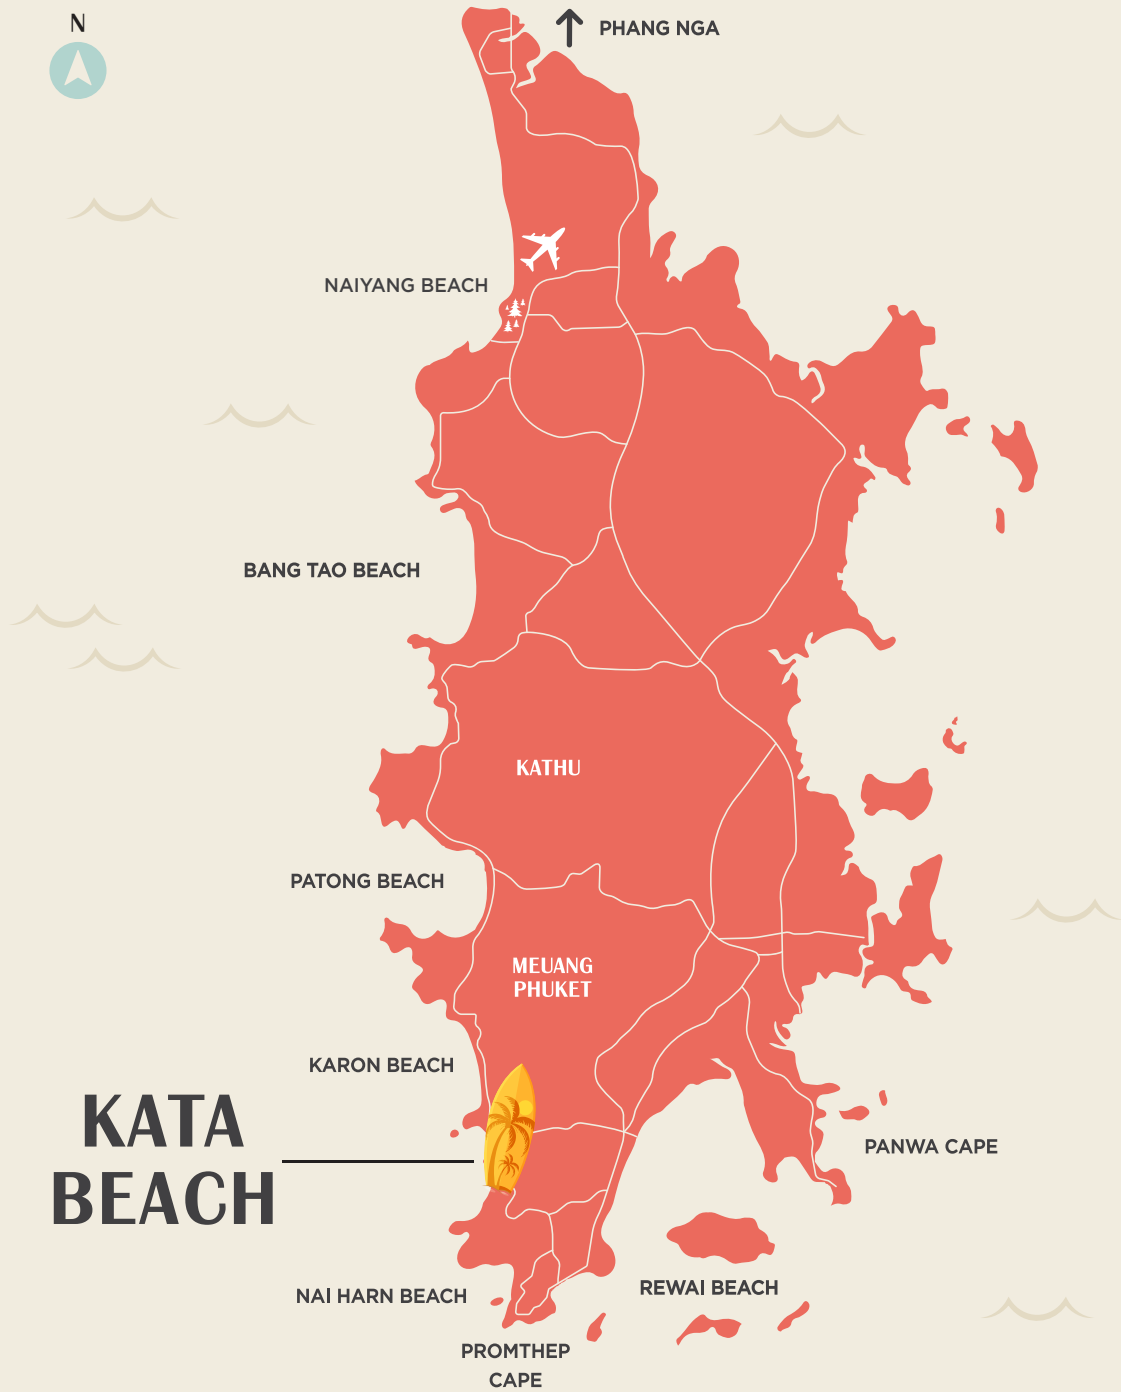 N
PHANG NGA
NAIYANG BEACH
BANG TAO BEACH
KATHU
PATONG BEACH
MEUANG
PHUKET
KARON BEACH
KATA
BEACH
PANWA CAPE
NAI HARN BEACH
REWAI BEACH
PROMTHEP
CAPE